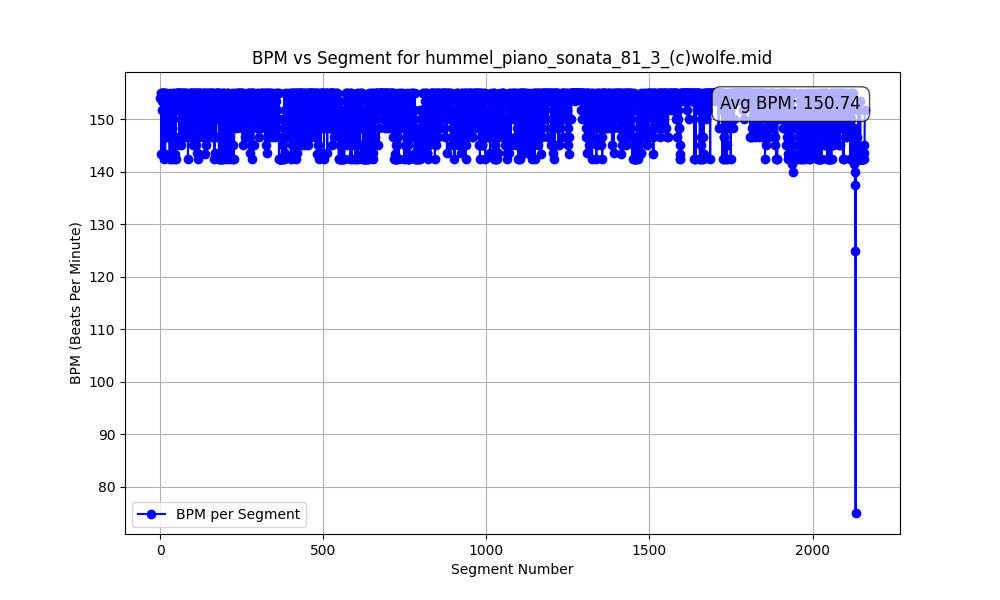 BPM vs Segment for hummel_piano_sonata_81_3_(c)wolfe.mid
Avg BPM: 150.74
BPM (Beats Per Minute)
150
140
130
120
110
100
90
80
BPM per Segment
0 500 1000 1500 2000
Segment Number